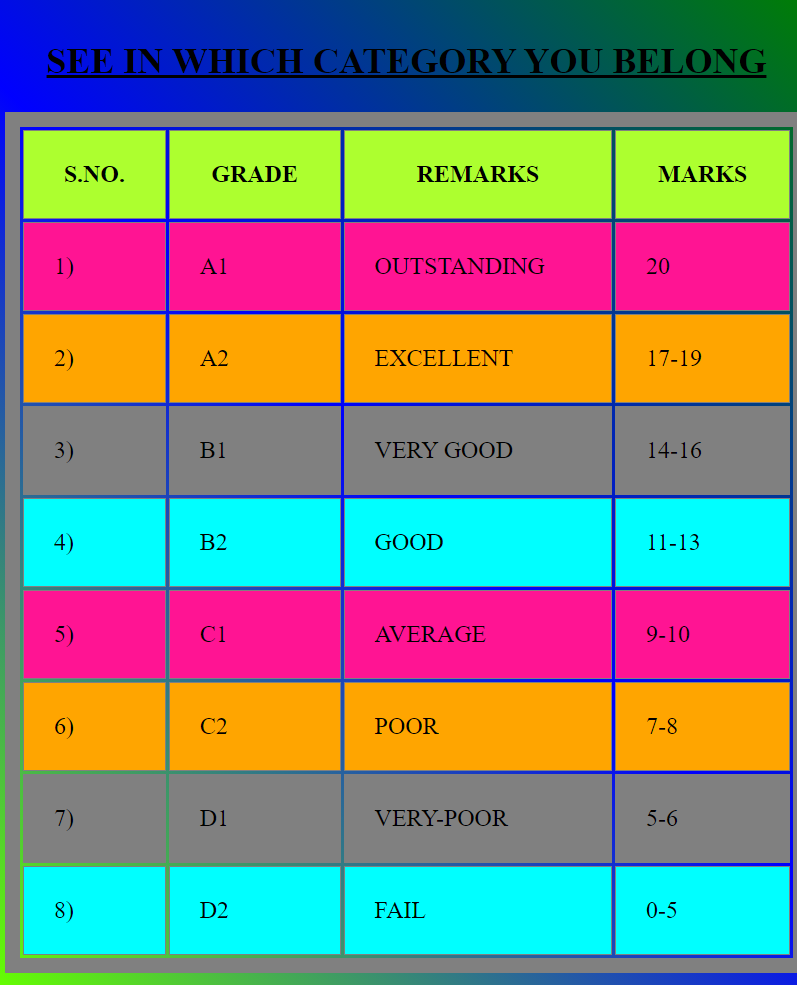 SEE IN WHICH CATEGORY YOU BELONG
S.NO. GRADE REMARKS MARKS
1) A1 OUTSTANDING 20
2) A2 EXCELLENT 17-19
3) B1 VERY GOOD 14-16
4) B2 GOOD 11-13
5) C1 AVERAGE 9-10
6) C2 POOR 7-8
7) D1 VERY-POOR 5-6
8) D2 FAIL 0-5